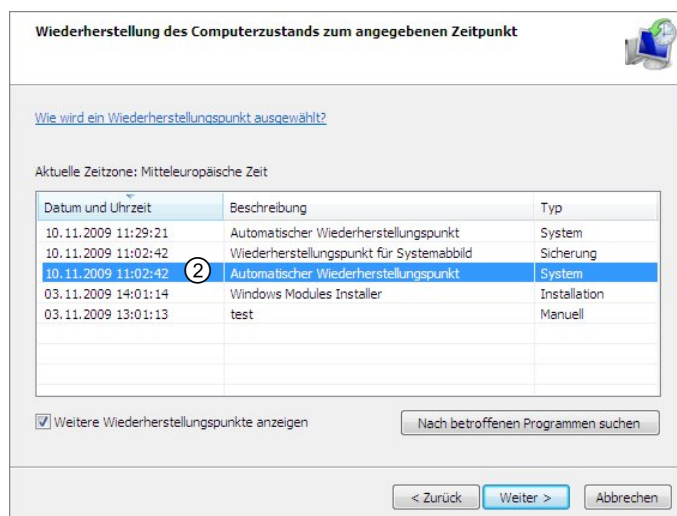 Wiederherstellung des Computerzustands zum angegebenen Zeitpunkt
Wie wird ein Wiederherstellungspunkt ausgewählt?
Aktuelle Zeitzone: Mitteleuropäische Zeit
Datum und Uhrzeit Beschreibung Typ
10.11.2009 11:29:21 Automatischer Wiederherstellungspunkt System
10.11.2009 11:02:42 Wiederherstellungspunkt für Systemabbild Sicherung
10.11.2009 11:02:42 2 Automatischer Wiederherstellungspunkt System
03.11.2009 14:01:14 Windows Modules Installer Installation
03.11.2009 13:01:13 test Manuell
Weitere Wiederherstellungspunkte anzeigen Nach betroffenen Programmen suchen
< Zurück Weiter > Abbrechen